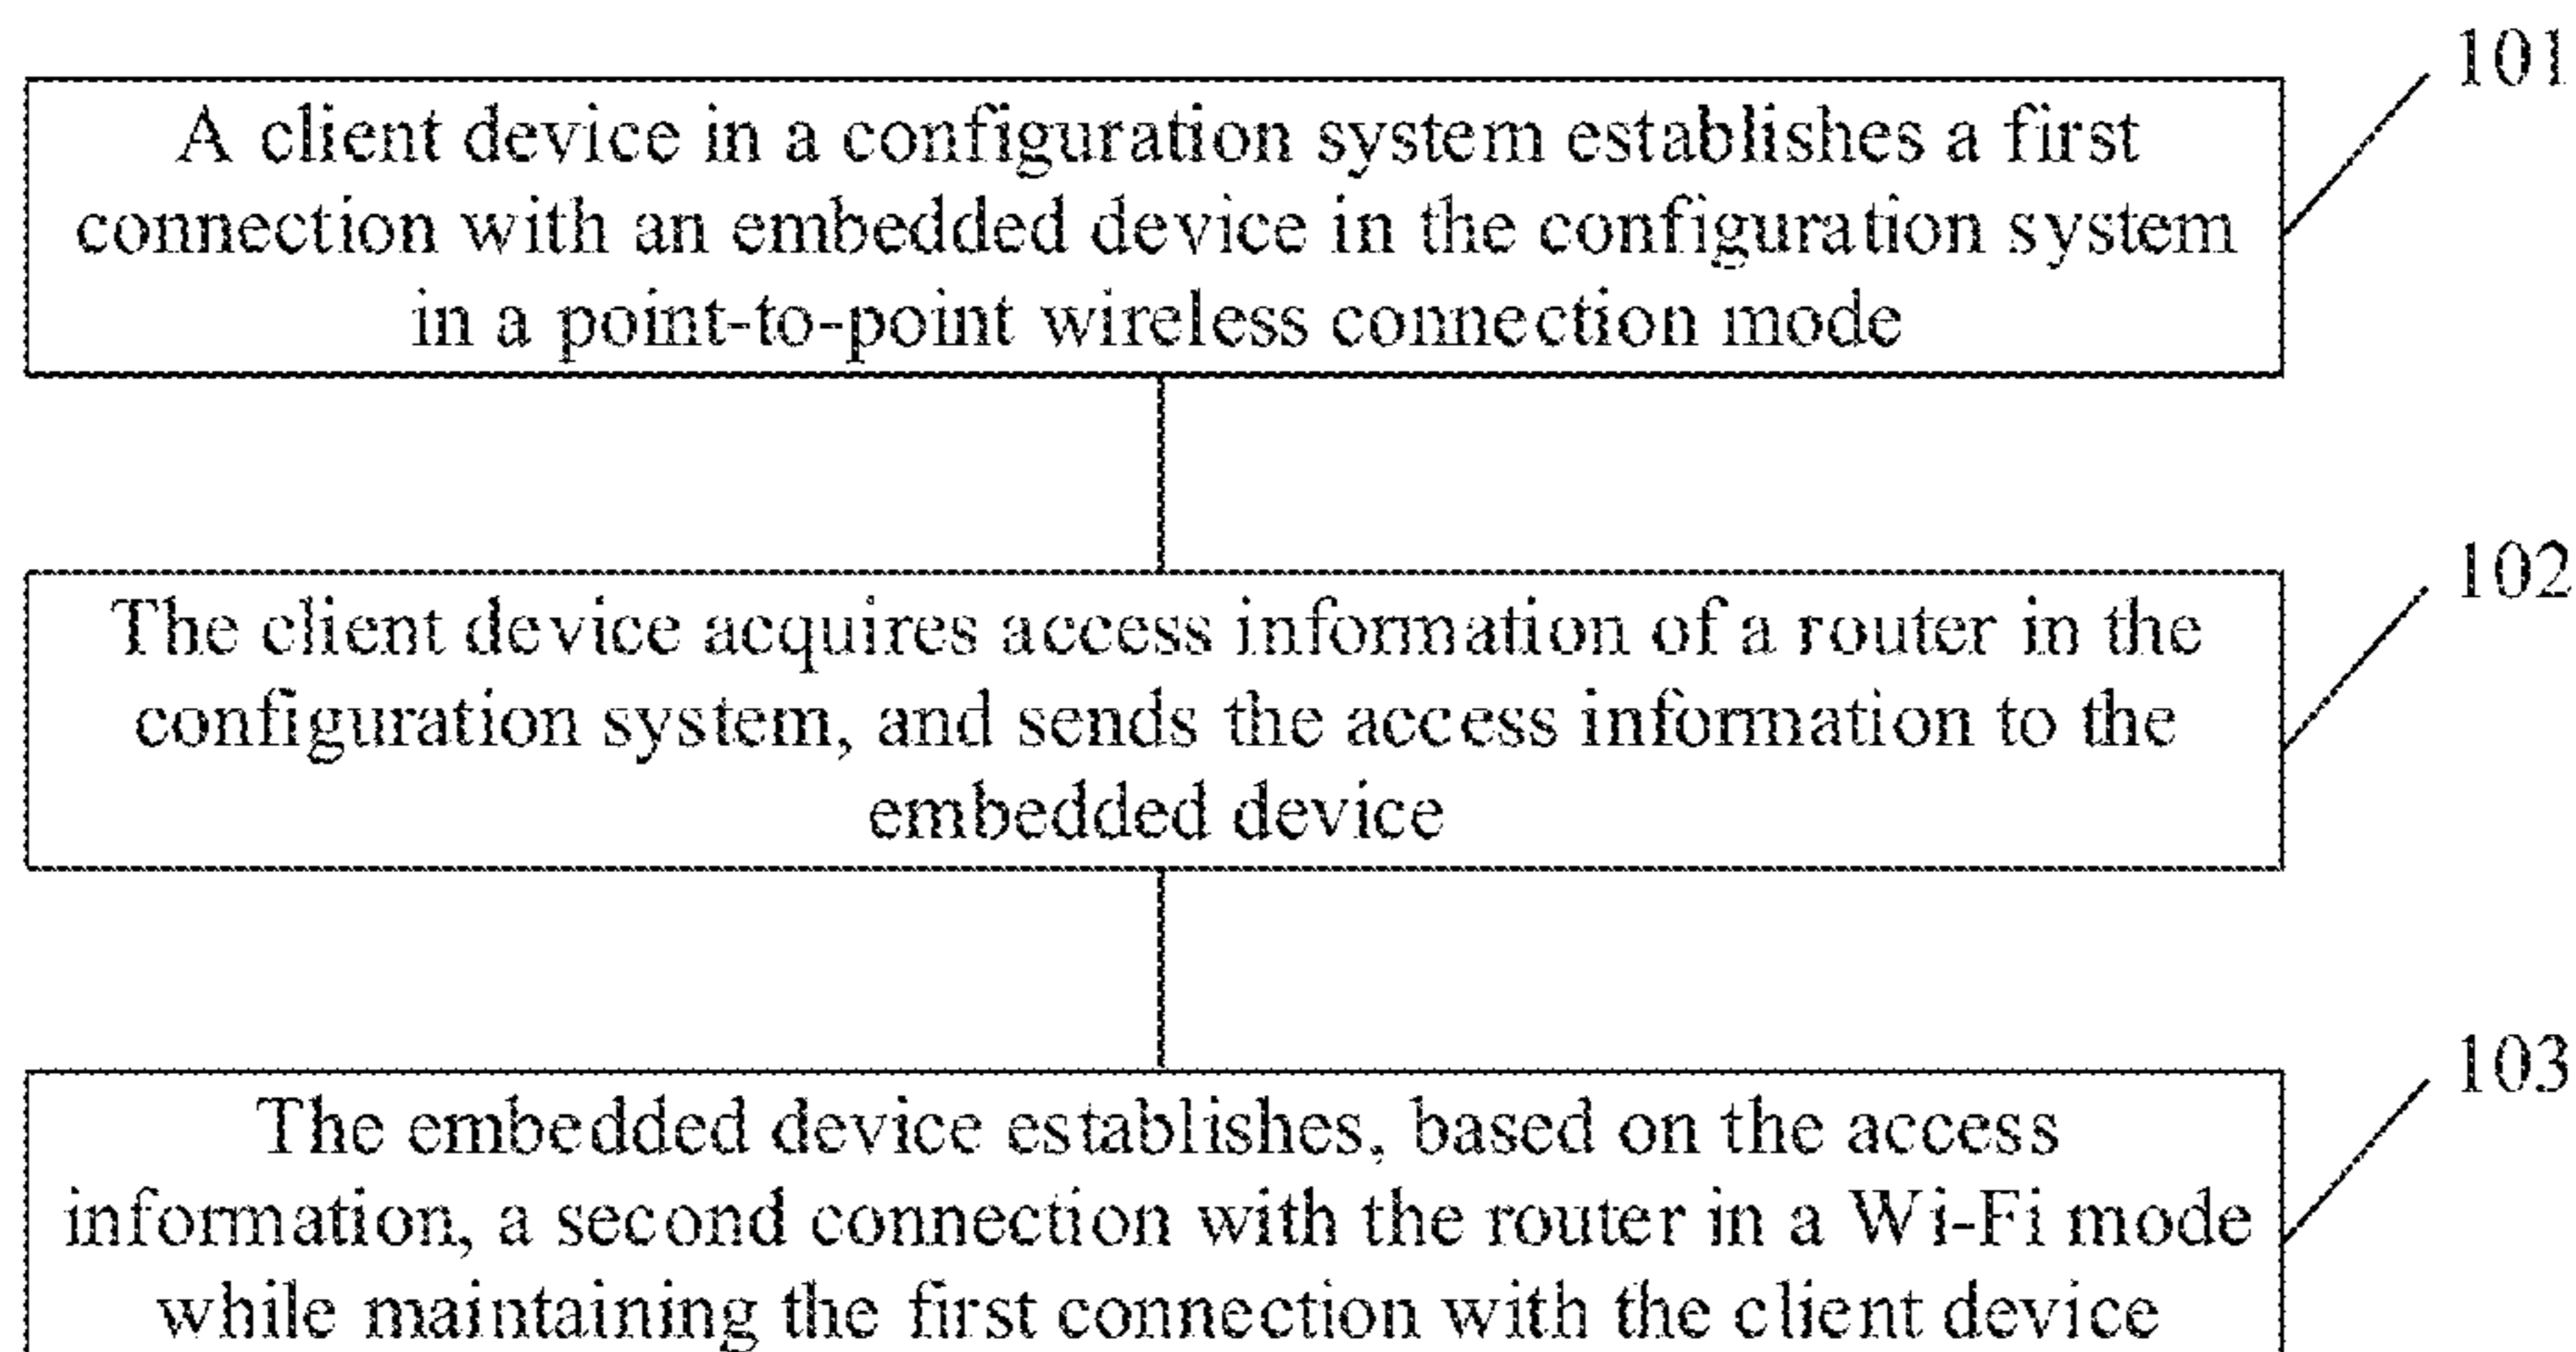 101
A client device in a configuration system establishes a first
connection with an embedded device in the configuration system
in a point-to-point wireless connection mode
102
The client device acquires access information of a router in the
configuration system, and sends the access information to the
embedded device
103
The embedded device establishes, based on the access
information, a second connection with the router in a Wi-Fi mode
while maintaining the first connection with the client device